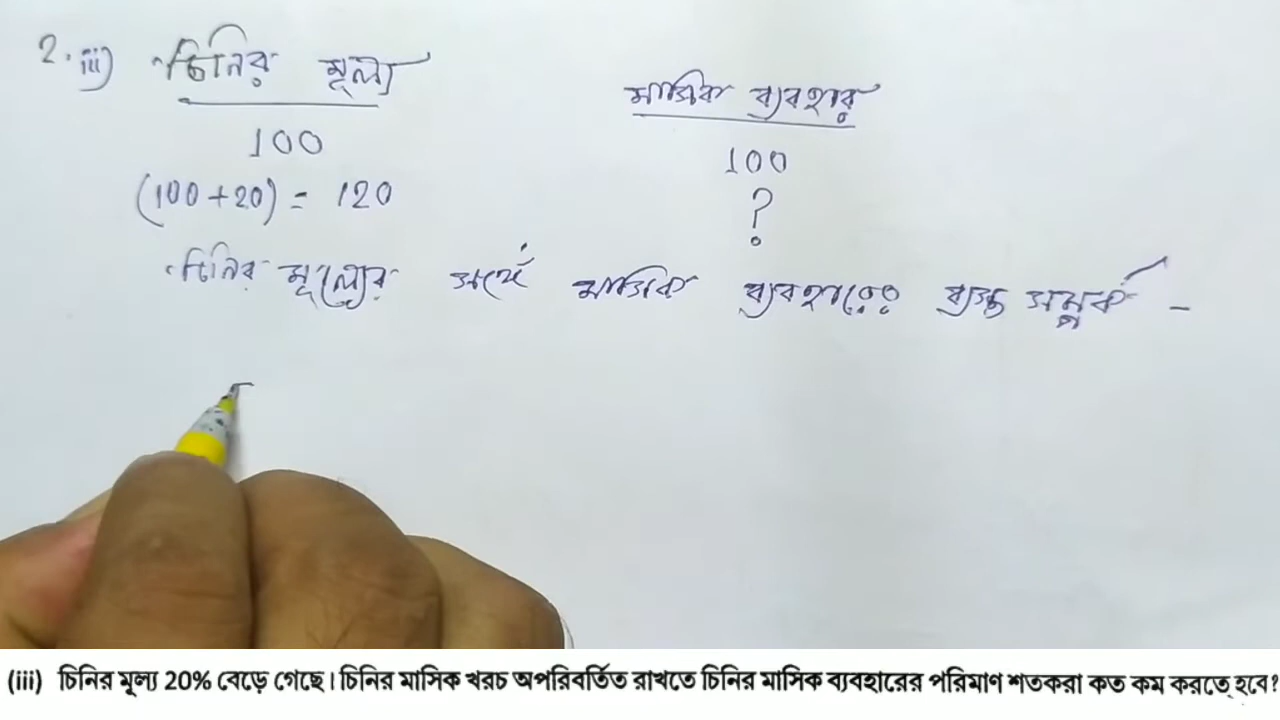 2. iii) চিনির মূল্য
মাসিক ব্যবহার
100
100
(100+20) = 120
?
চিনির মূল্যের সঙ্গে মাসিক ব্যবহারের ব্যস্ত সম্পর্ক –
(iii) চিনির মূল্য 20% বেড়ে গেছে। চিনির মাসিক খরচ অপরিবর্তিত রাখতে চিনির মাসিক ব্যবহারের পরিমাণ শতকরা কত কম করতে হবে?